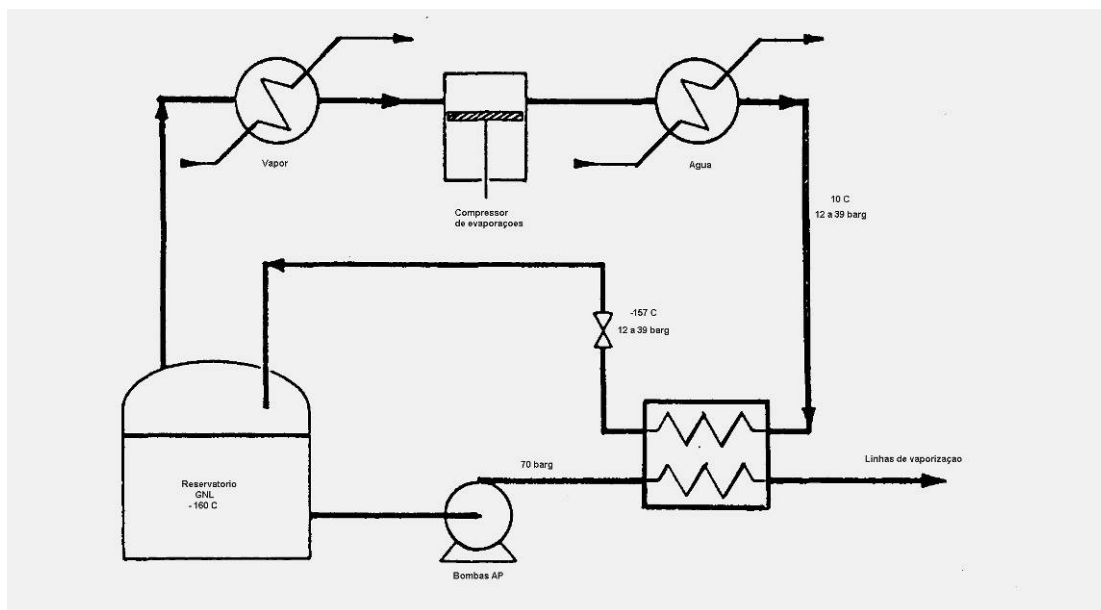 Vapor
Agua
Compressor
de evaporaçoes
10 C
12 a 39 barg
-157 C
12 a 39 barg
70 barg
Linhas de vaporizaçao
Reservatorio
GNL
-160 C
Bombas AP